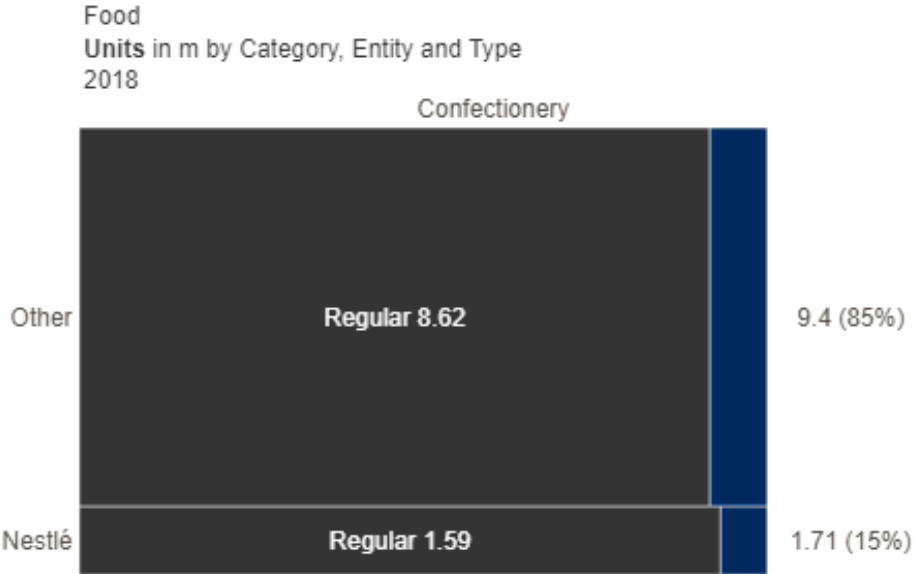 Food
Units in m by Category, Entity and Type
2018
Confectionery
Other
Regular 8.62
9.4 (85%)
Nestlé
Regular 1.59
1.71 (15%)